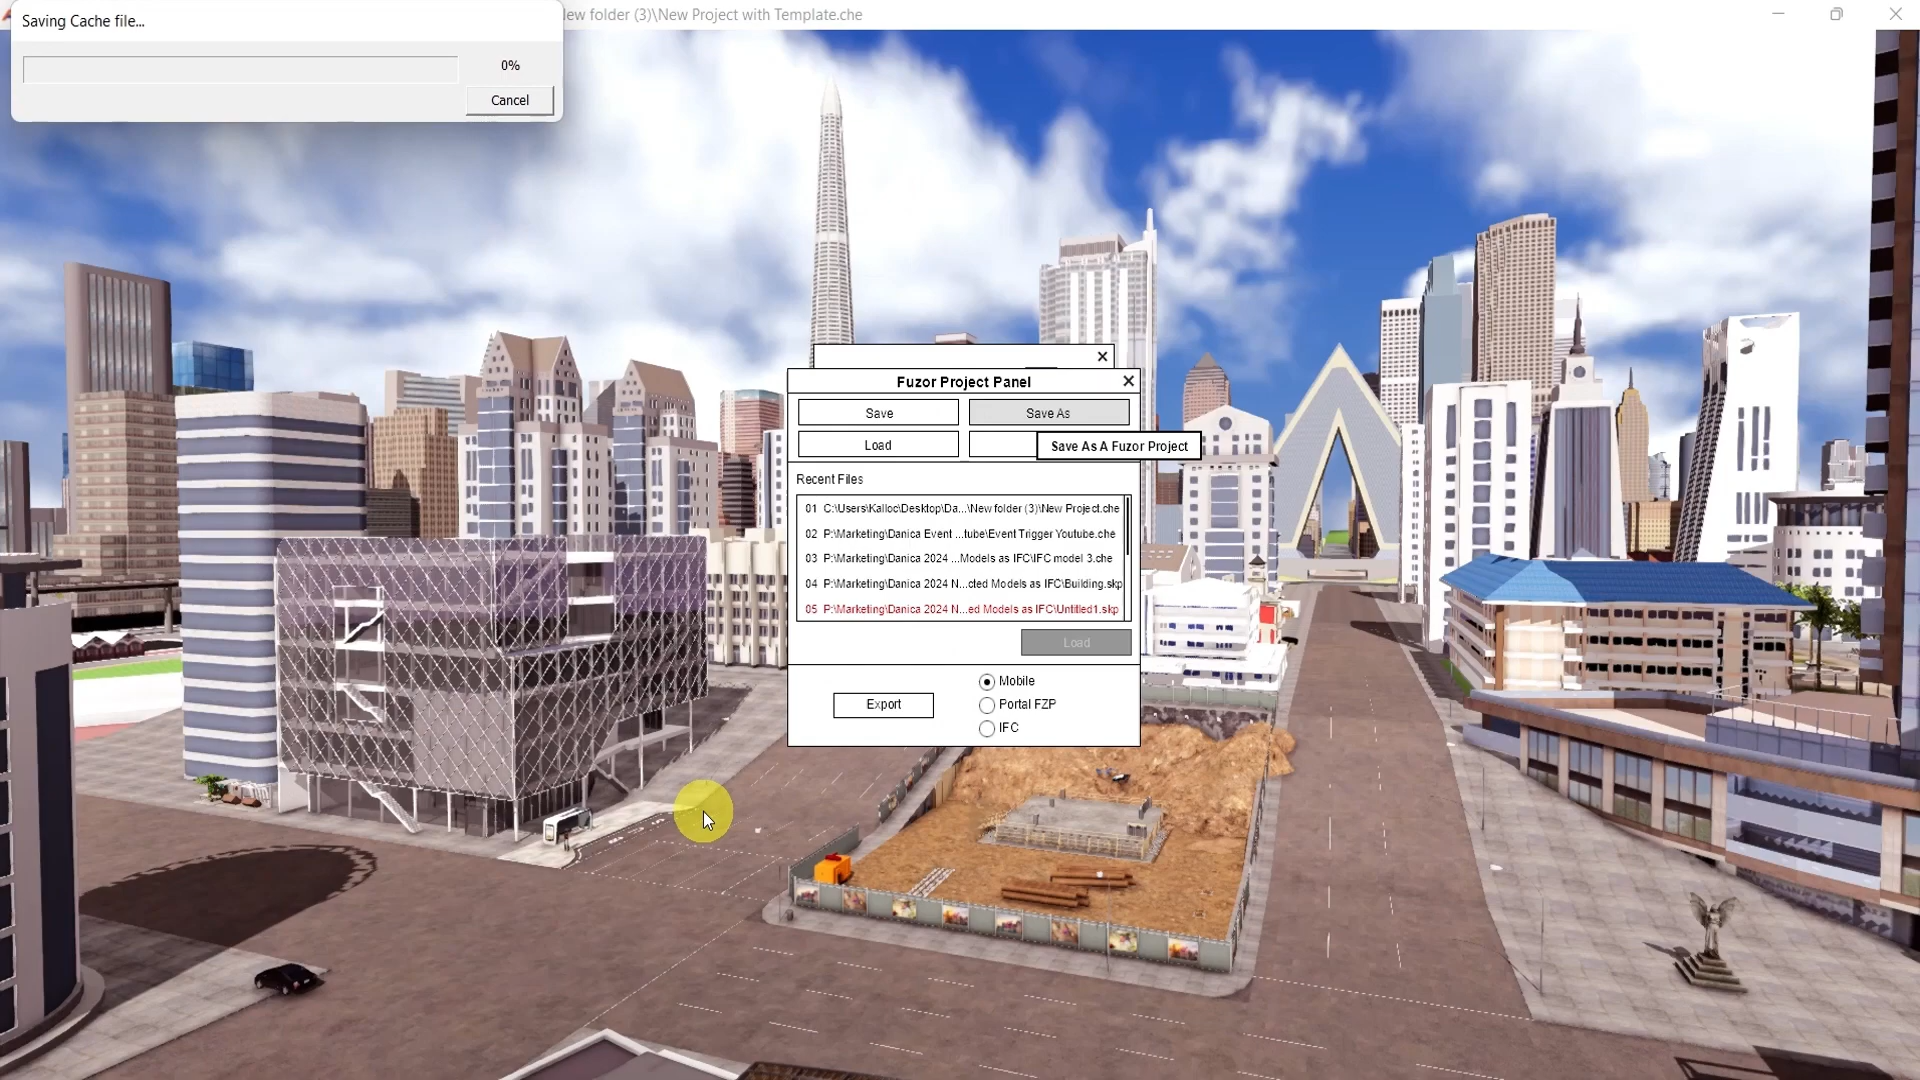 Saving Cache file...
New folder (3)\New Project with Template.che
0%
Cancel
Fuzor Project Panel
Save
Save As
Load
Save As A Fuzor Project
Recent Files
01 C:\Users\Kalloc\Desktop\Da...\New folder (3)\New Project.che
02 P:\Marketing\Danica Event ...tube\Event Trigger Youtube.che
03 P:\Marketing\Danica 2024 ...Models as IFC\IFC model 3.che
04 P:\Marketing\Danica 2024 N...cted Models as IFC\Building.skp
05 P:\Marketing\Danica 2024 N...ed Models as IFC\Untitled1.skp
Load
Mobile
Export
Portal FZP
IFC